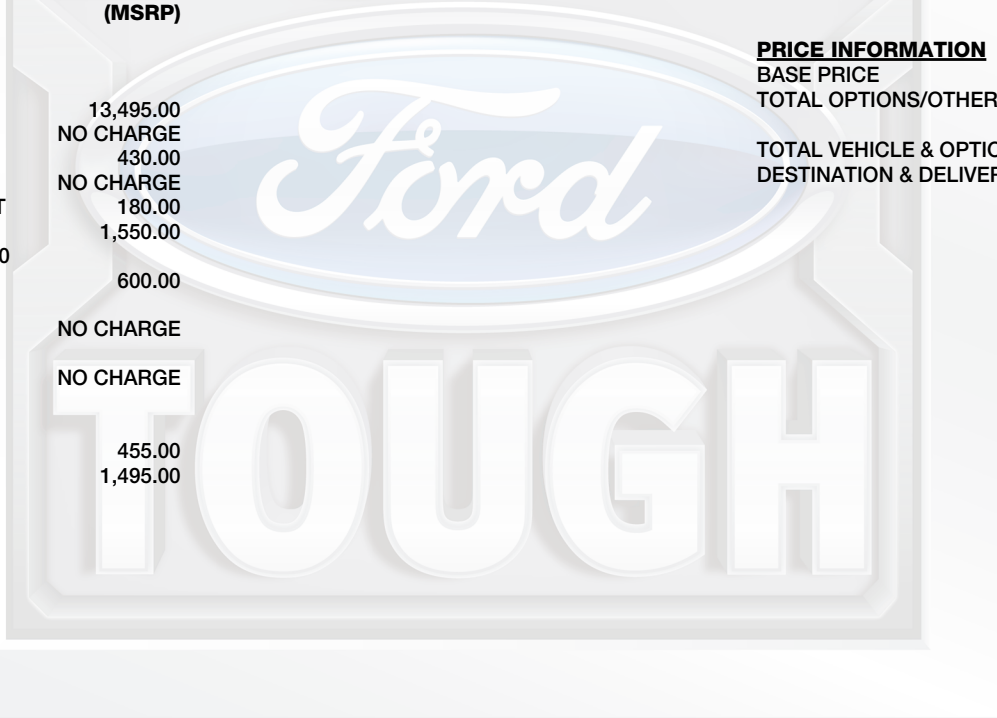 (MSRP)
13,495.00
NO CHARGE
430.00
NO CHARGE
T 180.00
1,550.00
0
600.00
NO CHARGE
NO CHARGE
455.00
1,495.00
PRICE INFORMATION
BASE PRICE
TOTAL OPTIONS/OTHER
TOTAL VEHICLE & OPTIO
DESTINATION & DELIVER
Ford
TOUGH